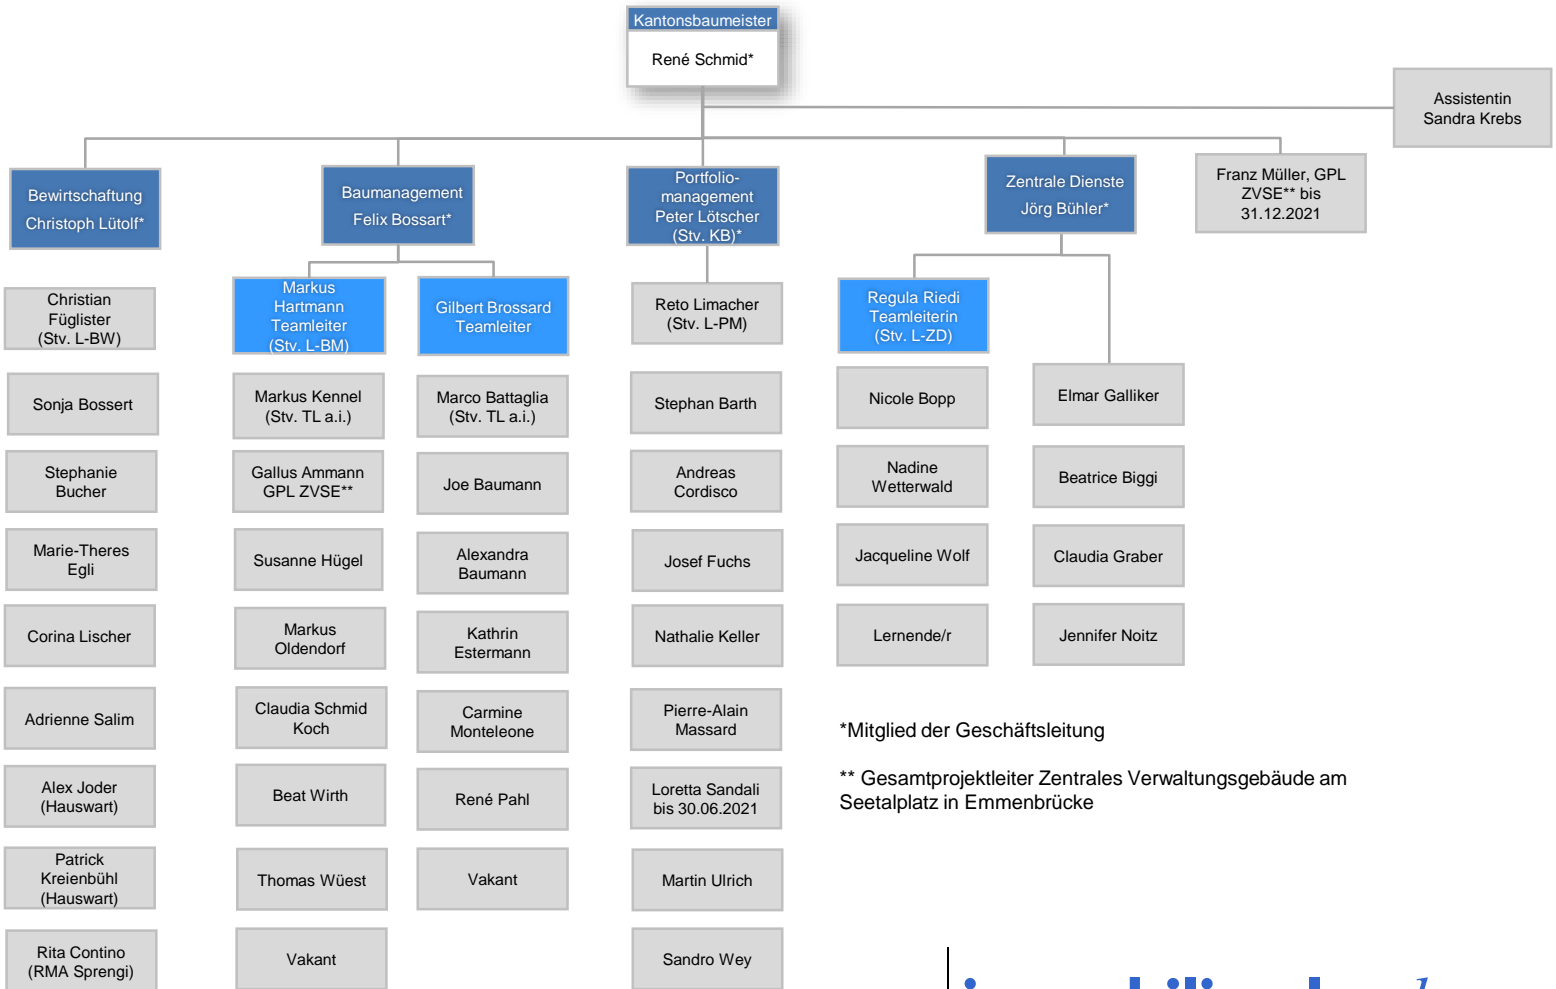 Kantonsbaumeister
René Schmid*
Assistentin
Sandra Krebs
Bewirtschaftung
Christoph Lütolf*
Baumanagement
Felix Bossart*
Portfolio-
management
Peter Lötscher
(Stv. KB)*
Zentrale Dienste
Jörg Bühler*
Franz Müller, GPL
ZVSE** bis
31.12.2021
Christian
Füglister
(Stv. L-BW)
Sonja Bossert
Stephanie
Bucher
Marie-Theres
Egli
Corina Lischer
Adrienne Salim
Alex Joder
(Hauswart)
Patrick
Kreienbühl
(Hauswart)
Rita Contino
(RMA Sprengi)
Markus
Hartmann
Teamleiter
(Stv. L-BM)
Markus Kennel
(Stv. TL a.i.)
Gallus Ammann
GPL ZVSE**
Susanne Hügel
Markus
Oldendorf
Claudia Schmid
Koch
Beat Wirth
Thomas Wüest
Vakant
Gilbert Brossard
Teamleiter
Marco Battaglia
(Stv. TL a.i.)
Joe Baumann
Alexandra
Baumann
Kathrin
Estermann
Carmine
Monteleone
René Pahl
Vakant
Reto Limacher
(Stv. L-PM)
Stephan Barth
Andreas
Cordisco
Josef Fuchs
Nathalie Keller
Pierre-Alain
Massard
Loretta Sandali
bis 30.06.2021
Martin Ulrich
Sandro Wey
Regula Riedi
Teamleiterin
(Stv. L-ZD)
Nicole Bopp
Nadine
Wetterwald
Jacqueline Wolf
Lernende/r
Elmar Galliker
Beatrice Biggi
Claudia Graber
Jennifer Noitz
*Mitglied der Geschäftsleitung
** Gesamtprojektleiter Zentrales Verwaltungsgebäude am
Seetalplatz in Emmenbrücke